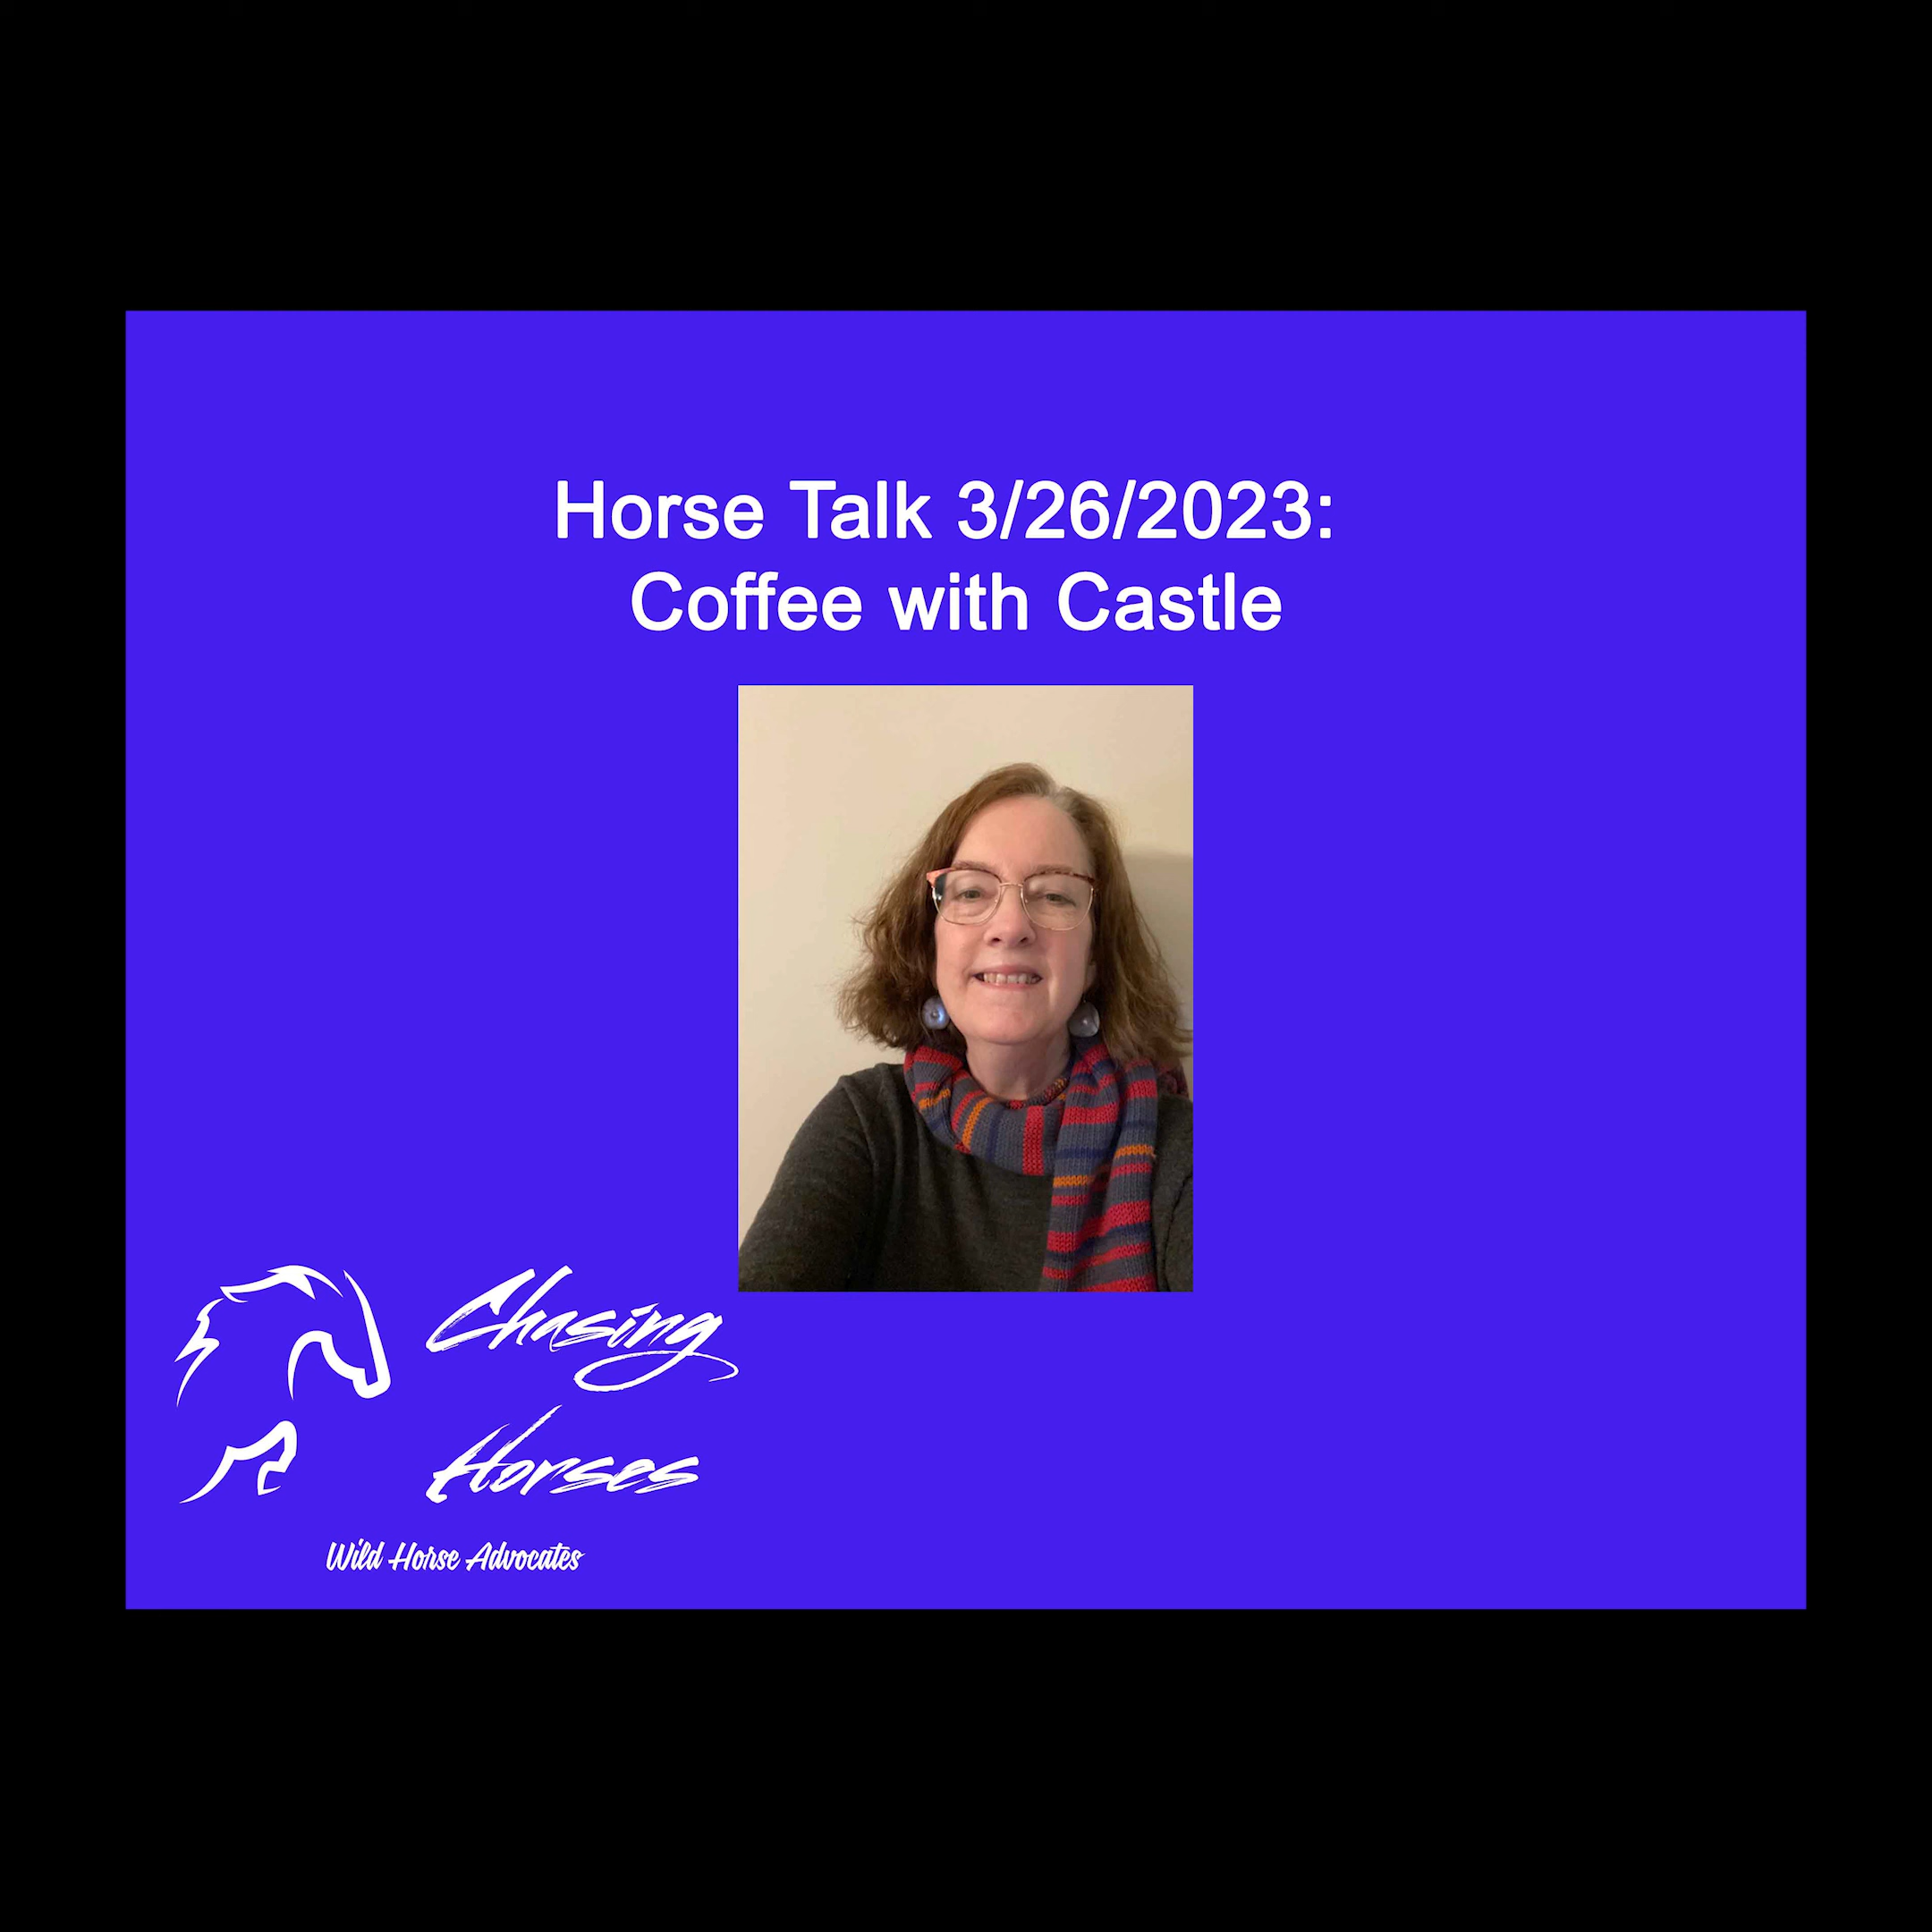 Horse Talk 3/26/2023:
Coffee with Castle
Chasing
Horses
Wild Horse Advocates